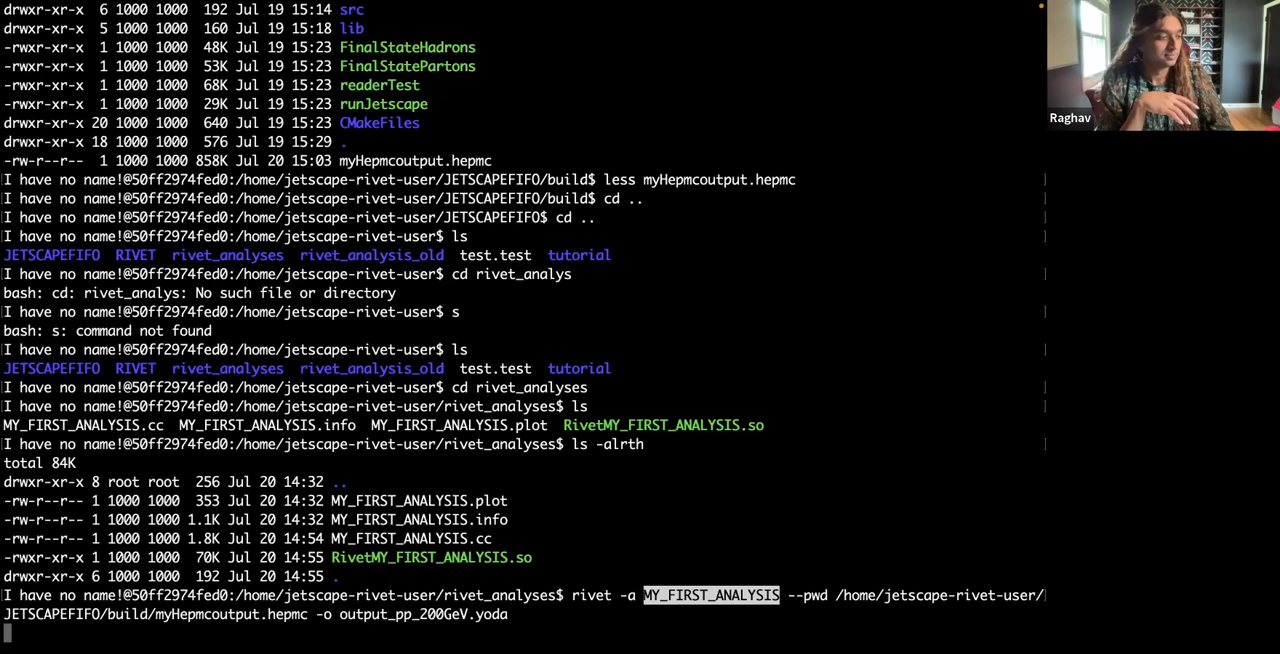 drwxr-xr-x  6 1000 1000  192 Jul 19 15:14 src
drwxr-xr-x  5 1000 1000  160 Jul 19 15:18 lib
-rwxr-xr-x  1 1000 1000  48K Jul 19 15:23 FinalStateHadrons
-rwxr-xr-x  1 1000 1000  53K Jul 19 15:23 FinalStatePartons
-rwxr-xr-x  1 1000 1000  68K Jul 19 15:23 readerTest
-rwxr-xr-x  1 1000 1000  29K Jul 19 15:23 runJetscape
drwxr-xr-x 20 1000 1000  640 Jul 19 15:23 CMakeFiles
drwxr-xr-x 18 1000 1000  576 Jul 19 15:29 .
-rw-r--r--  1 1000 1000 858K Jul 20 15:03 myHepmcoutput.hepmc
I have no name!@50ff2974fed0:/home/jetscape-rivet-user/JETSCAPEFIFO/build$ less myHepmcoutput.hepmc
I have no name!@50ff2974fed0:/home/jetscape-rivet-user/JETSCAPEFIFO/build$ cd ..
I have no name!@50ff2974fed0:/home/jetscape-rivet-user/JETSCAPEFIFO$ cd ..
I have no name!@50ff2974fed0:/home/jetscape-rivet-user$ ls
JETSCAPEFIFO  RIVET  rivet_analyses  rivet_analysis_old  test.test  tutorial
I have no name!@50ff2974fed0:/home/jetscape-rivet-user$ cd rivet_analys
bash: cd: rivet_analys: No such file or directory
I have no name!@50ff2974fed0:/home/jetscape-rivet-user$ s
bash: s: command not found
I have no name!@50ff2974fed0:/home/jetscape-rivet-user$ ls
JETSCAPEFIFO  RIVET  rivet_analyses  rivet_analysis_old  test.test  tutorial
I have no name!@50ff2974fed0:/home/jetscape-rivet-user$ cd rivet_analyses
I have no name!@50ff2974fed0:/home/jetscape-rivet-user/rivet_analyses$ ls
MY_FIRST_ANALYSIS.cc  MY_FIRST_ANALYSIS.info  MY_FIRST_ANALYSIS.plot  RivetMY_FIRST_ANALYSIS.so
I have no name!@50ff2974fed0:/home/jetscape-rivet-user/rivet_analyses$ ls -alrth
total 84K
drwxr-xr-x 8 root root  256 Jul 20 14:32 ..
-rw-r--r-- 1 1000 1000  353 Jul 20 14:32 MY_FIRST_ANALYSIS.plot
-rw-r--r-- 1 1000 1000 1.1K Jul 20 14:32 MY_FIRST_ANALYSIS.info
-rw-r--r-- 1 1000 1000 1.8K Jul 20 14:54 MY_FIRST_ANALYSIS.cc
-rwxr-xr-x 1 1000 1000  70K Jul 20 14:55 RivetMY_FIRST_ANALYSIS.so
drwxr-xr-x 6 1000 1000  192 Jul 20 14:55 .
I have no name!@50ff2974fed0:/home/jetscape-rivet-user/rivet_analyses$ rivet -a MY_FIRST_ANALYSIS --pwd /home/jetscape-rivet-user/
JETSCAPEFIFO/build/myHepmcoutput.hepmc -o output_pp_200GeV.yoda
Raghav